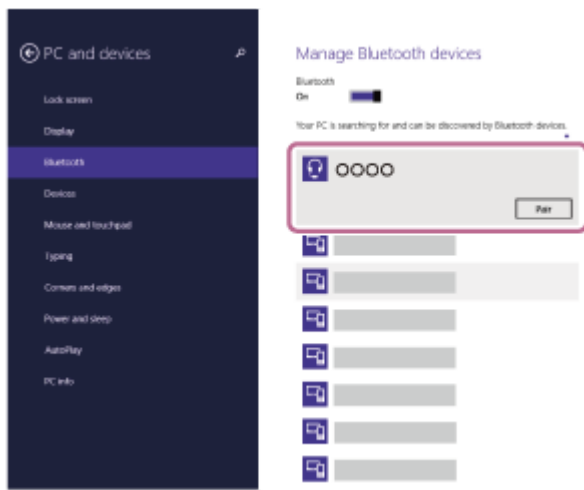 PC and devices
Lock screen
Display
Bluetooth
Devices
Mouse and touchpad
Typing
Corners and edges
Power and sleep
AutoPlay
PC info
Manage Bluetooth devices
Bluetooth
On
Your PC is searching for and can be discovered by Bluetooth devices.
OOOO
Pair